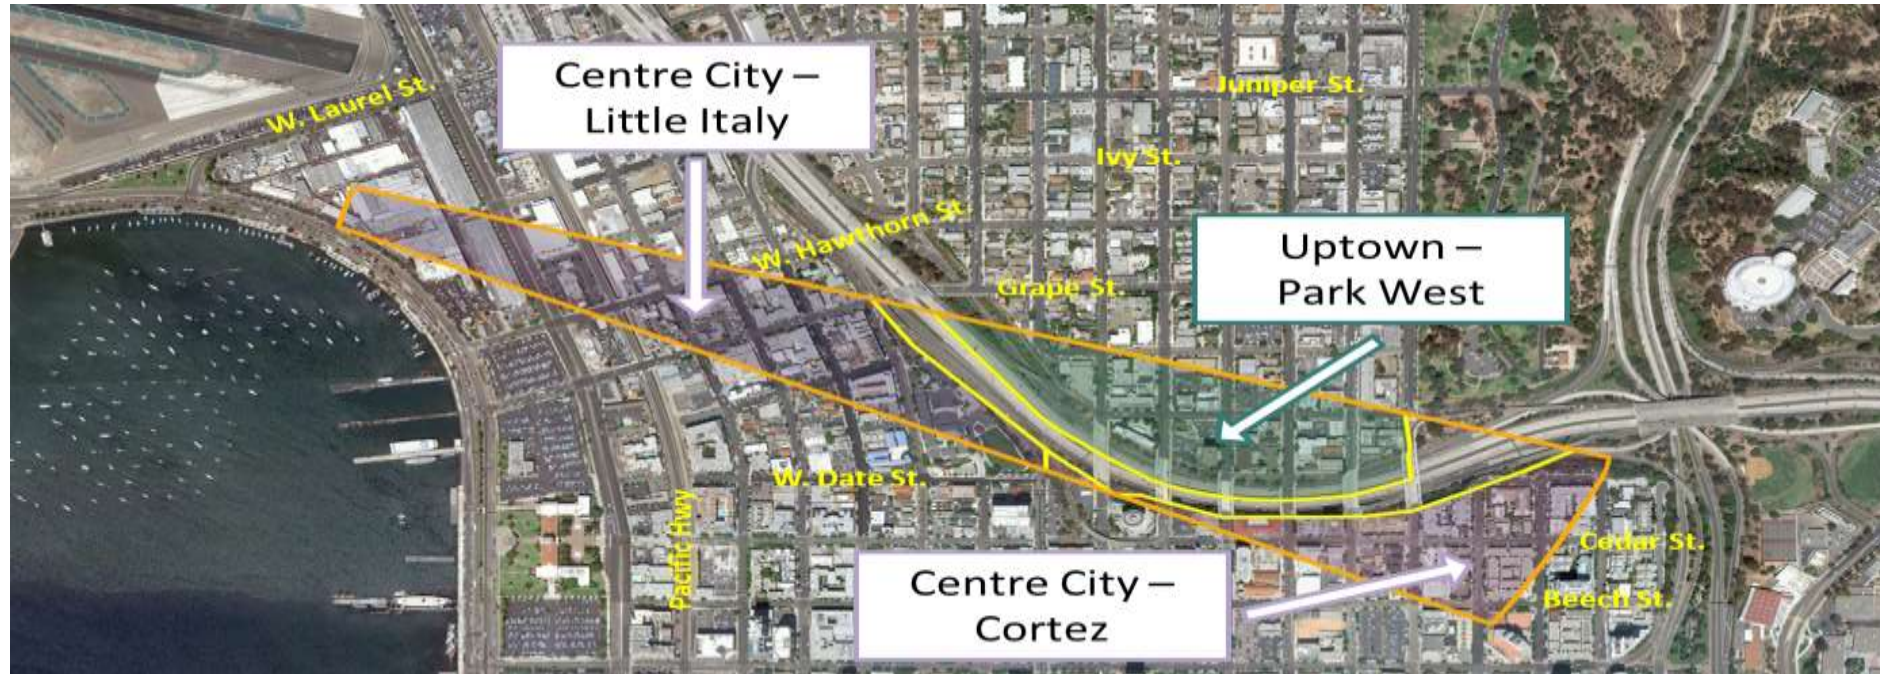 Centre City –
Little Italy
W. Laurel St.
Juniper St.
Ivy St.
W. Hawthorn St.
Grape St.
Uptown –
Park West
W. Date St.
Pacific Hwy
Centre City –
Cortez
Cedar St.
Beech St.